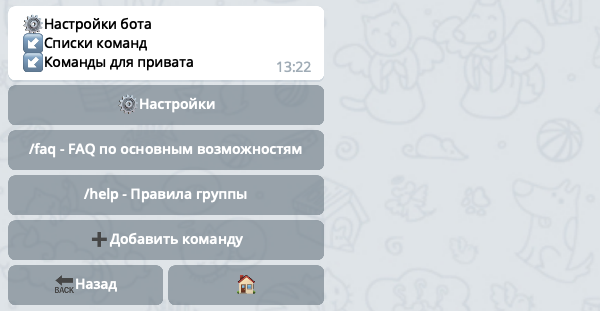 Настройки бота
Списки команд
Команды для привата
13:22
Настройки
/faq - FAQ по основным возможностям
/help - Правила группы
Добавить команду
BACK Назад